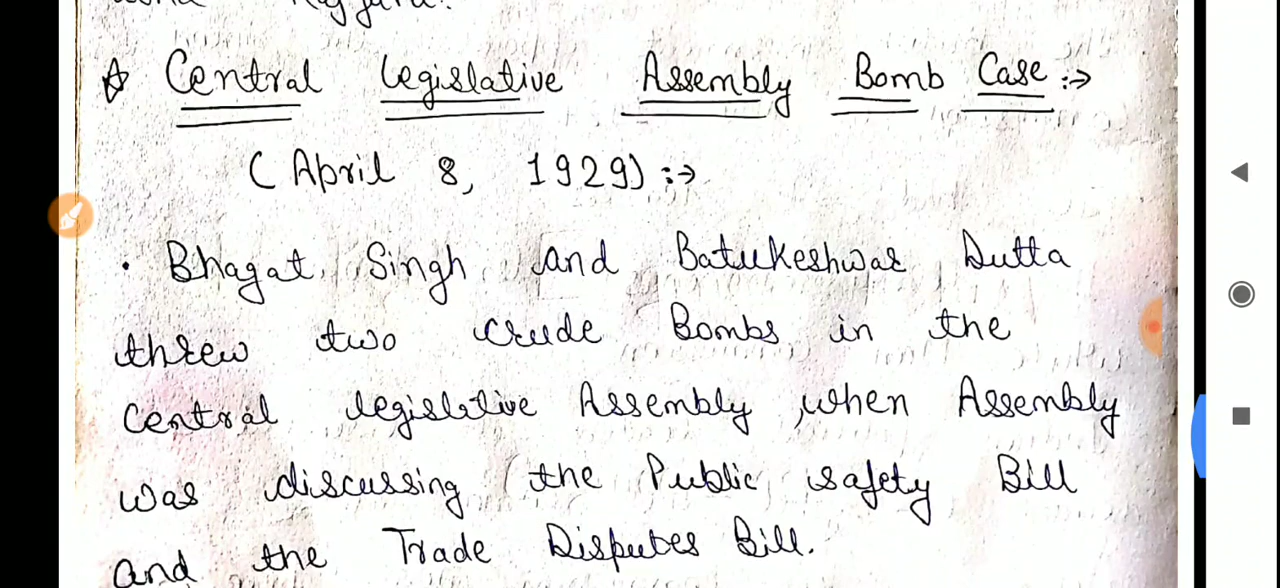 ☆ Central Legislative Assembly Bomb Case :→
(April 8, 1929) :→
• Bhagat Singh and Batukeshwar Dutta
threw two crude Bombs in the
Central legislative Assembly, when Assembly
was discussing the Public safety Bill
and the Trade Disputes Bill.